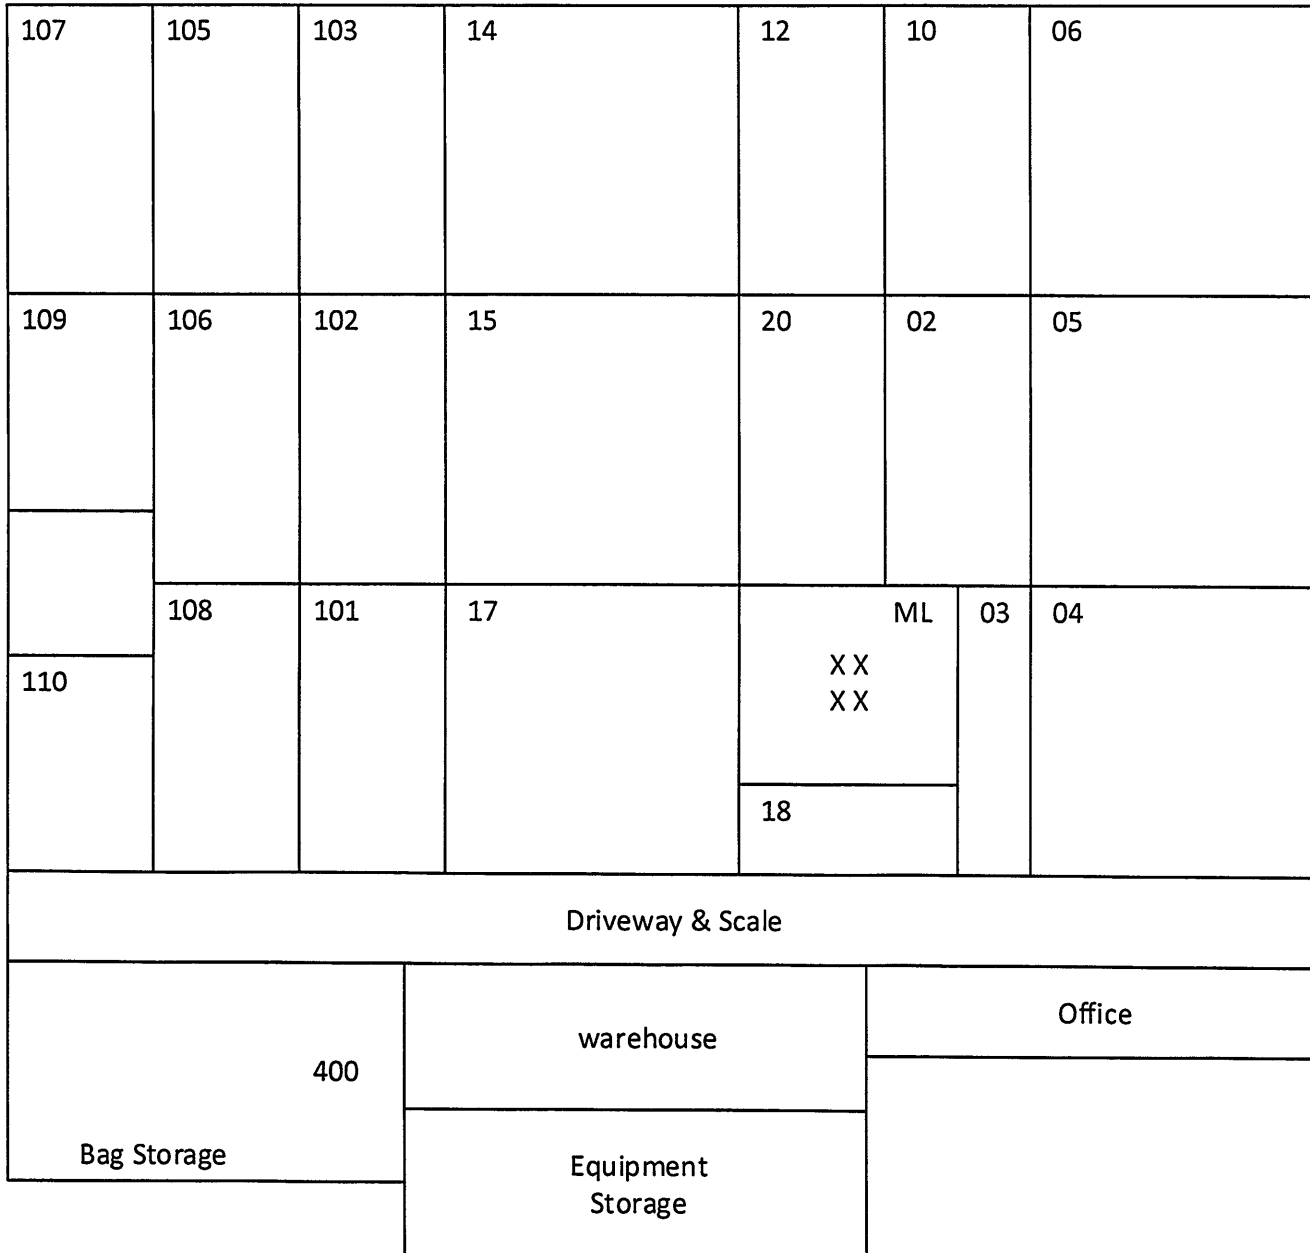 107 105 103 14 12 10 06
109 106 102 15 20 02 05
108 101 17 ML 03 04
X X
X X
110
18
Driveway & Scale
Office
warehouse
400
Bag Storage
Equipment
Storage